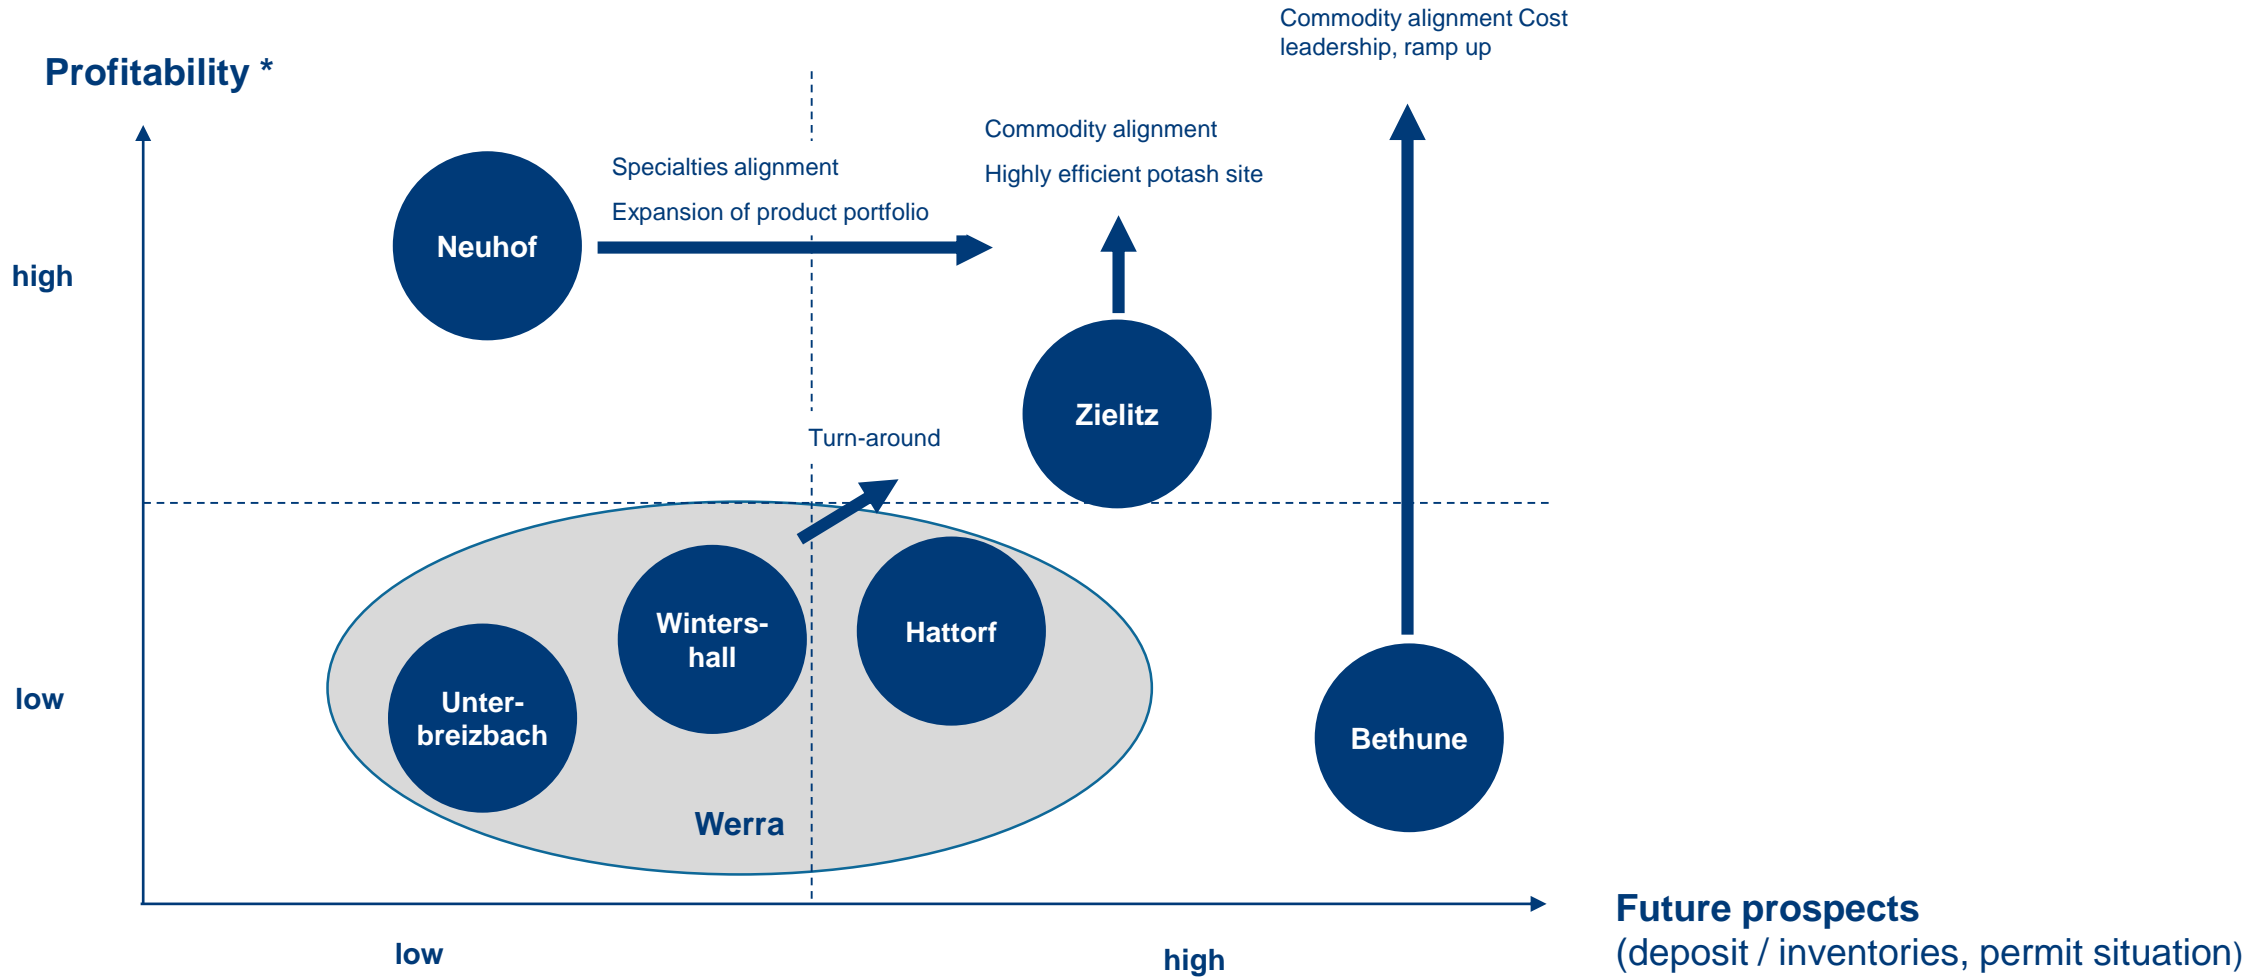 Commodity alignment Cost
leadership, ramp up
Profitability *
Commodity alignment
Highly efficient potash site
Specialties alignment
Expansion of product portfolio
Neuhof
high
Zielitz
Turn-around
Winters-
hall
Hattorf
Unter-
breizbach
low
Bethune
Werra
Future prospects
(deposit / inventories, permit situation)
low
high